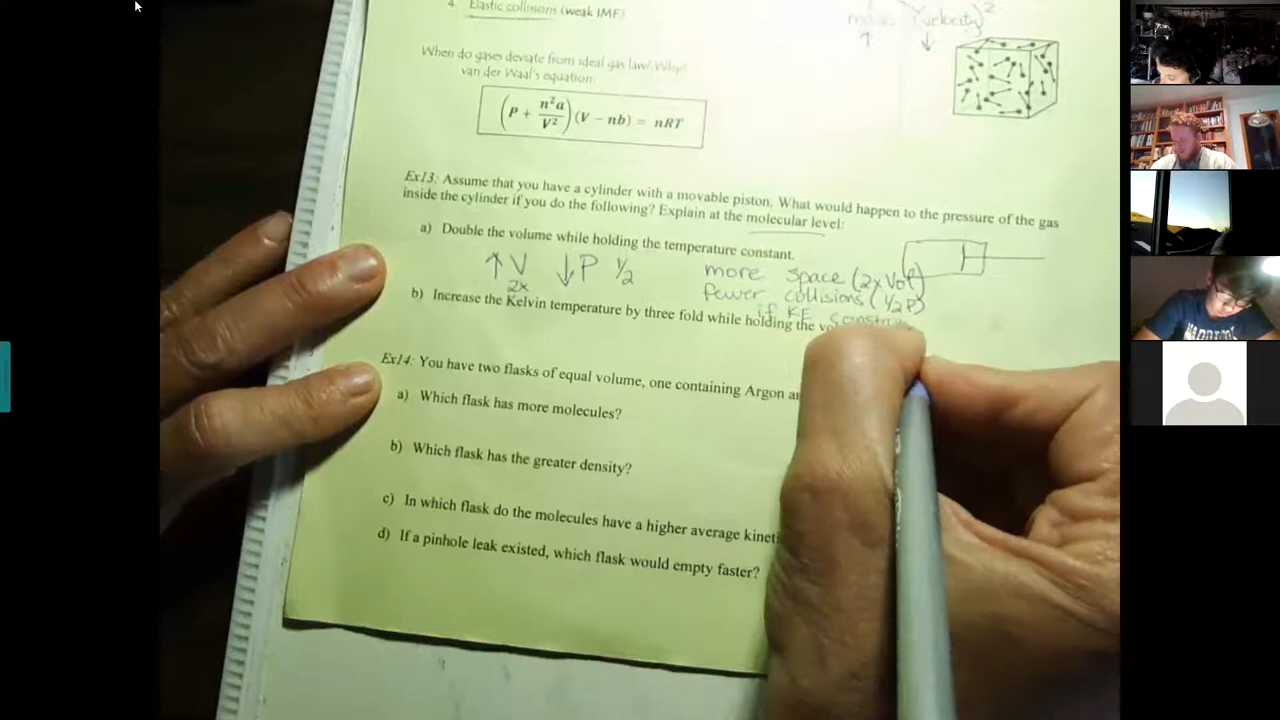 4. Elastic collisions (weak IMF)
mass (velocity)²
↑ ↓
When do gases deviate from ideal gas law? Why?
van der Waal's equation:
(P + n²a/V²)(V − nb) = nRT
Ex13: Assume that you have a cylinder with a movable piston. What would happen to the pressure of the gas
inside the cylinder if you do the following? Explain at the molecular level:
a) Double the volume while holding the temperature constant.
↑V ↓P 1/2 more space (2x Vol)
2x fewer collisions (1/2 P)
if KE
b) Increase the Kelvin temperature by three fold while holding the
Ex14: You have two flasks of equal volume, one containing Argon
a) Which flask has more molecules?
b) Which flask has the greater density?
c) In which flask do the molecules have a higher average
d) If a pinhole leak existed, which flask would empty faster?